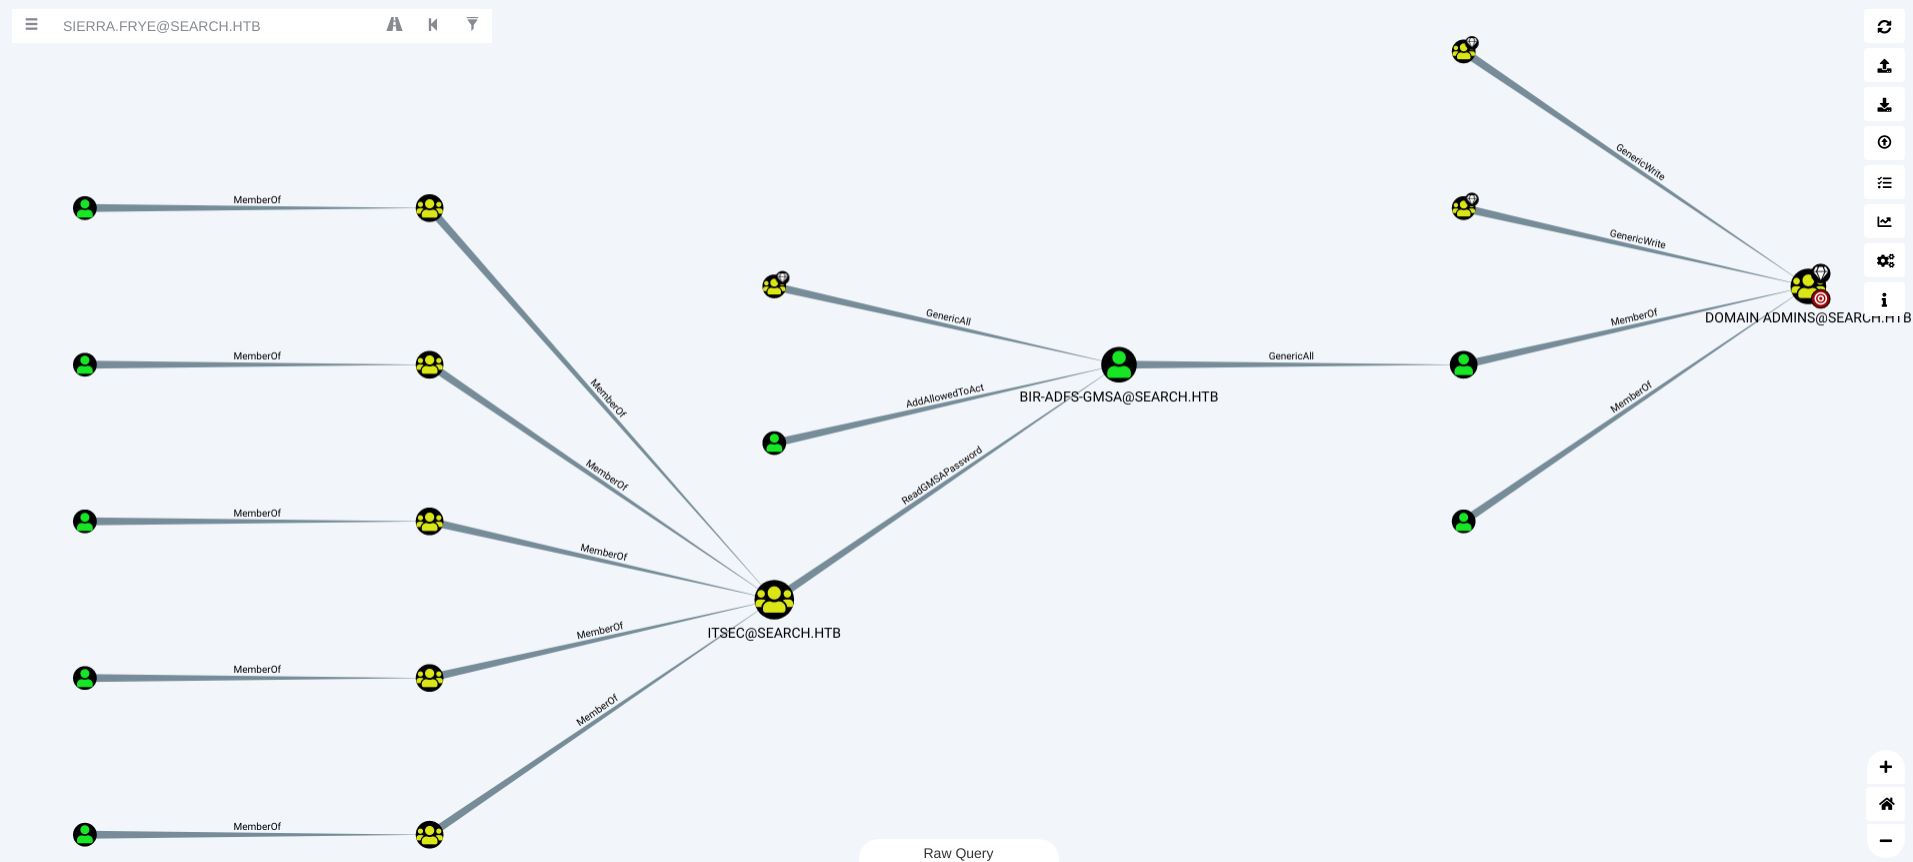 SIERRA.FRYE@SEARCH.HTB
GenericWrite
MemberOf
GenericWrite
GenericAll
MemberOf
DOMAIN ADMINS@SEARCH.HTB
MemberOf
GenericAll
MemberOf
AddAllowedToAct
BIR-ADFS-GMSA@SEARCH.HTB
MemberOf
MemberOf
ReadGMSAPassword
MemberOf
MemberOf
MemberOf
MemberOf
ITSEC@SEARCH.HTB
MemberOf
MemberOf
MemberOf
Raw Query